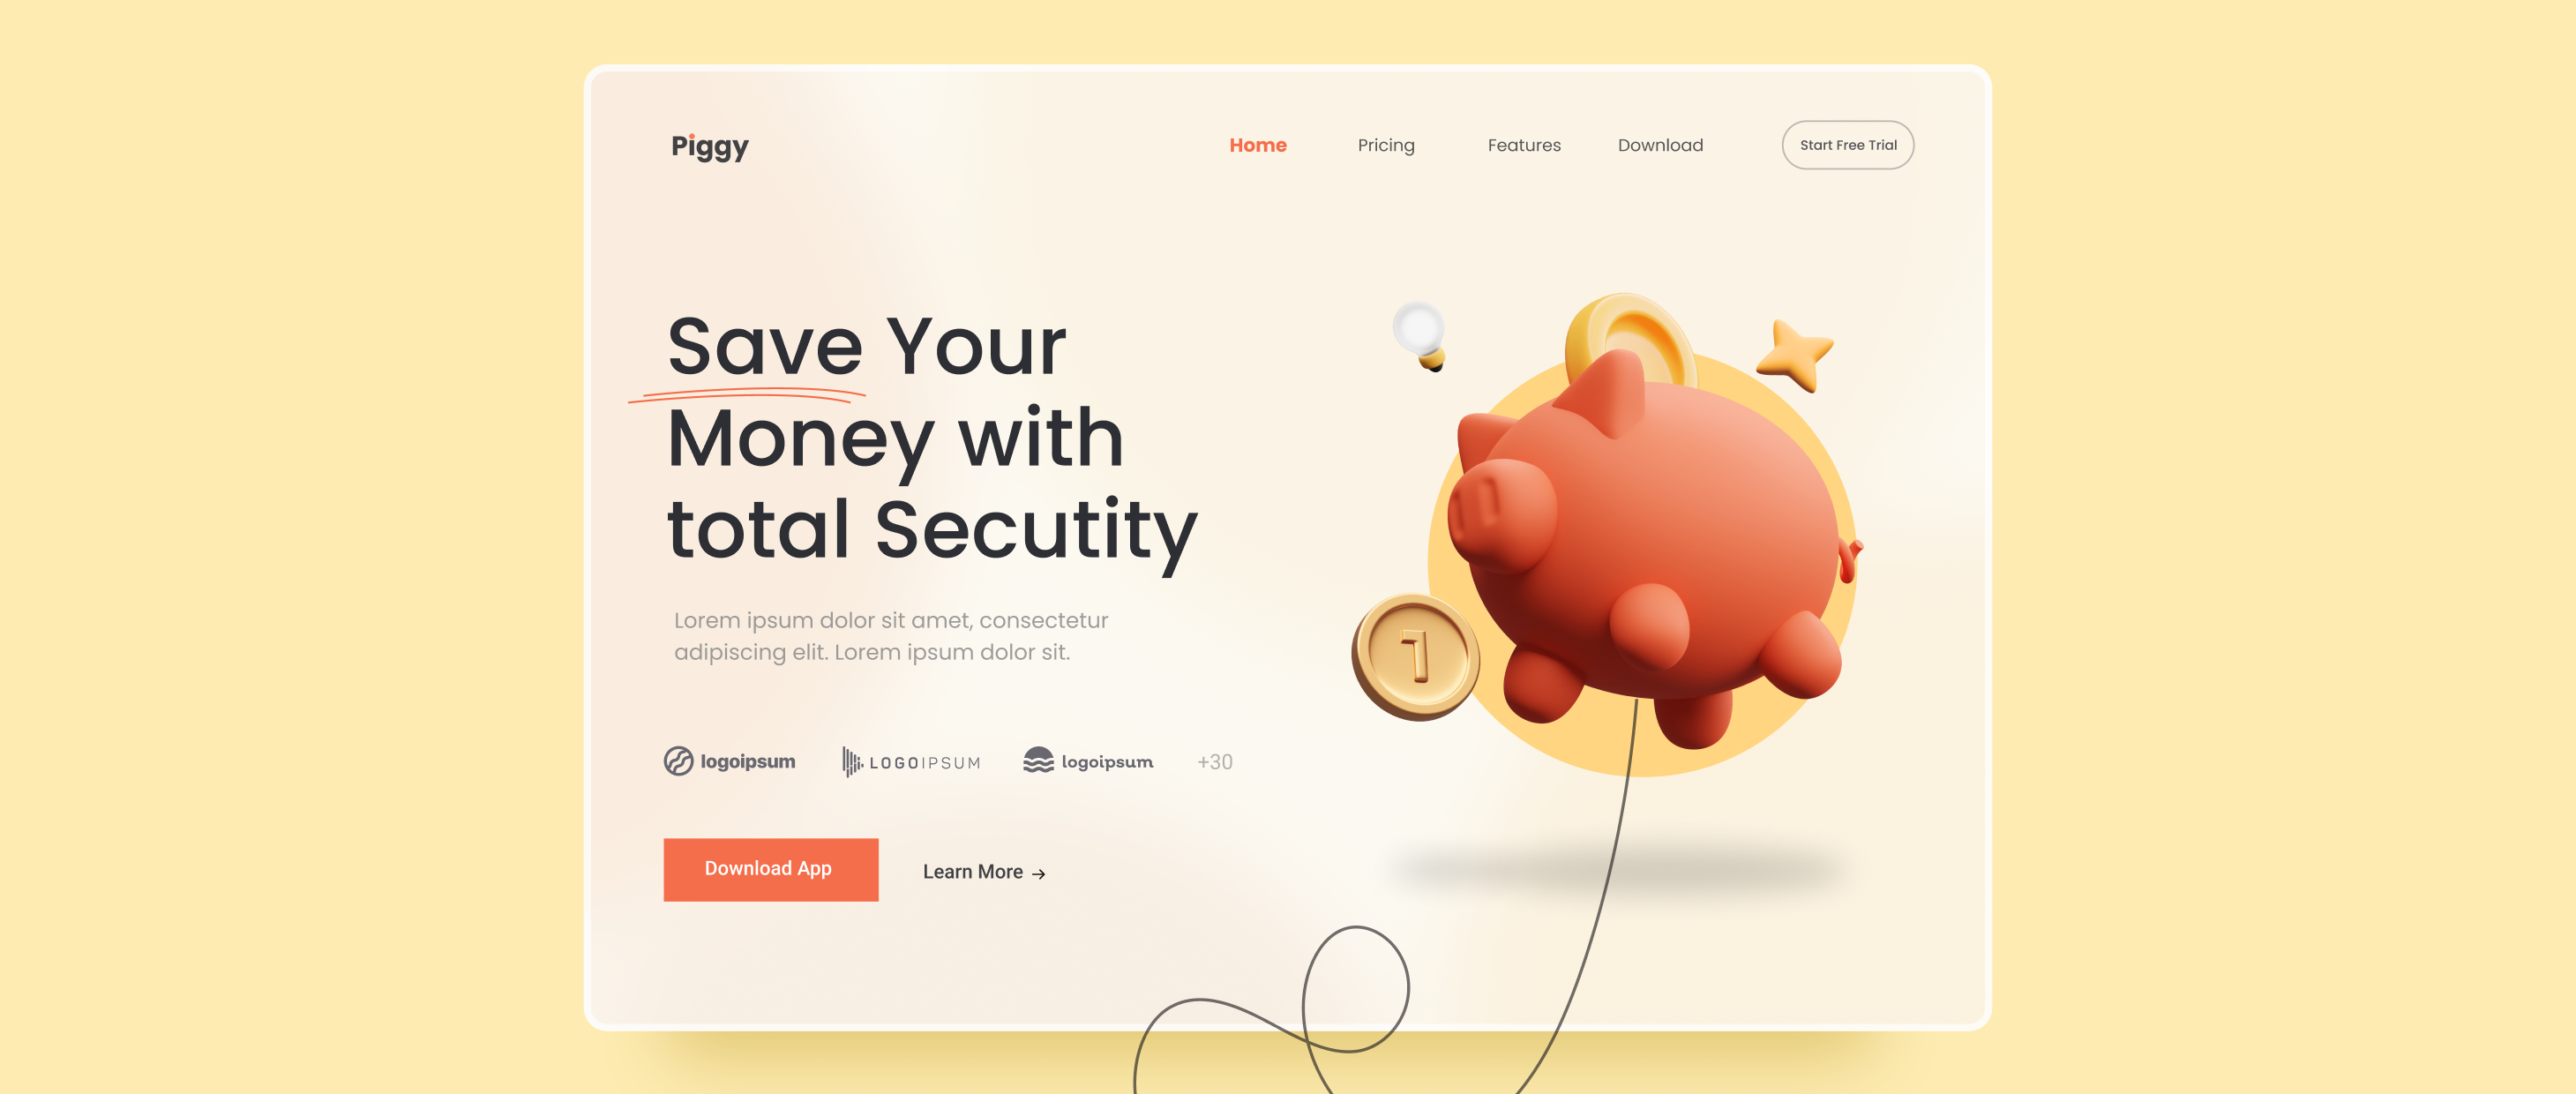 Piggy
Home Pricing Features Download Start Free Trial
Save Your
Money with
total Secutity
Lorem ipsum dolor sit amet, consectetur
adipiscing elit. Lorem ipsum dolor sit.
logoipsum LOGOIPSUM logoipsum +30
Download App Learn More →
1